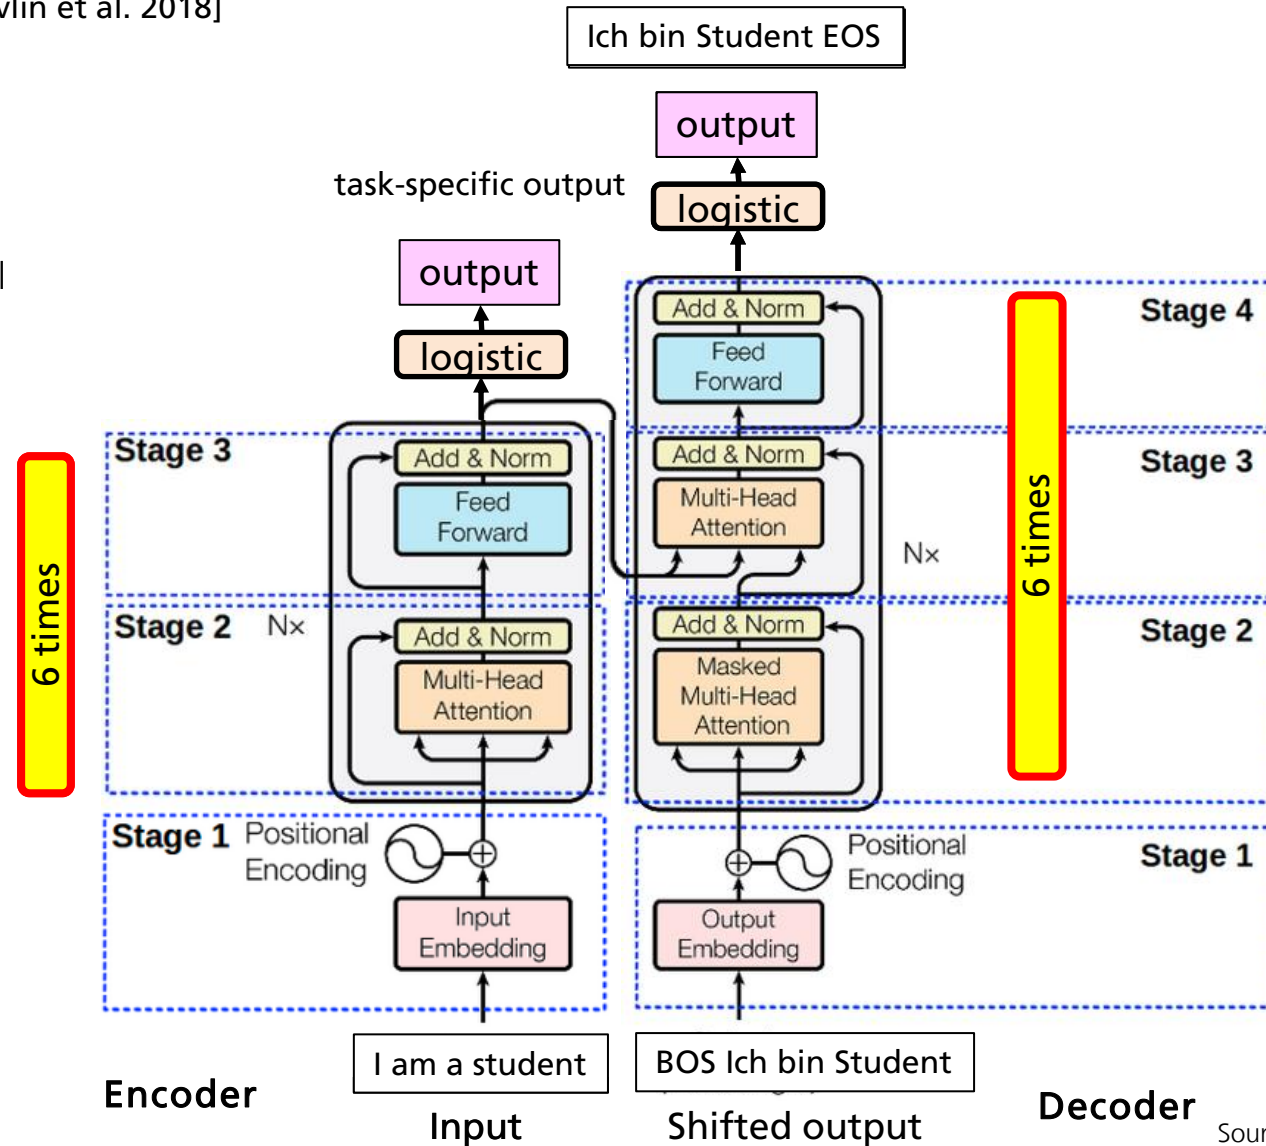 vlin et al. 2018]
Ich bin Student EOS
output
task-specific output
logistic
output
logistic
Stage 4
Add & Norm
Feed
Forward
Stage 3
Add & Norm
Multi-Head
Attention
Nx
6 times
Stage 3
Add & Norm
Feed
Forward
Stage 2
Nx
Add & Norm
Multi-Head
Attention
6 times
Stage 2
Add & Norm
Masked
Multi-Head
Attention
Stage 1
Positional
Encoding
Input
Embedding
Positional
Encoding
Stage 1
Output
Embedding
I am a student
BOS Ich bin Student
Encoder
Input
Shifted output
Decoder
Sour